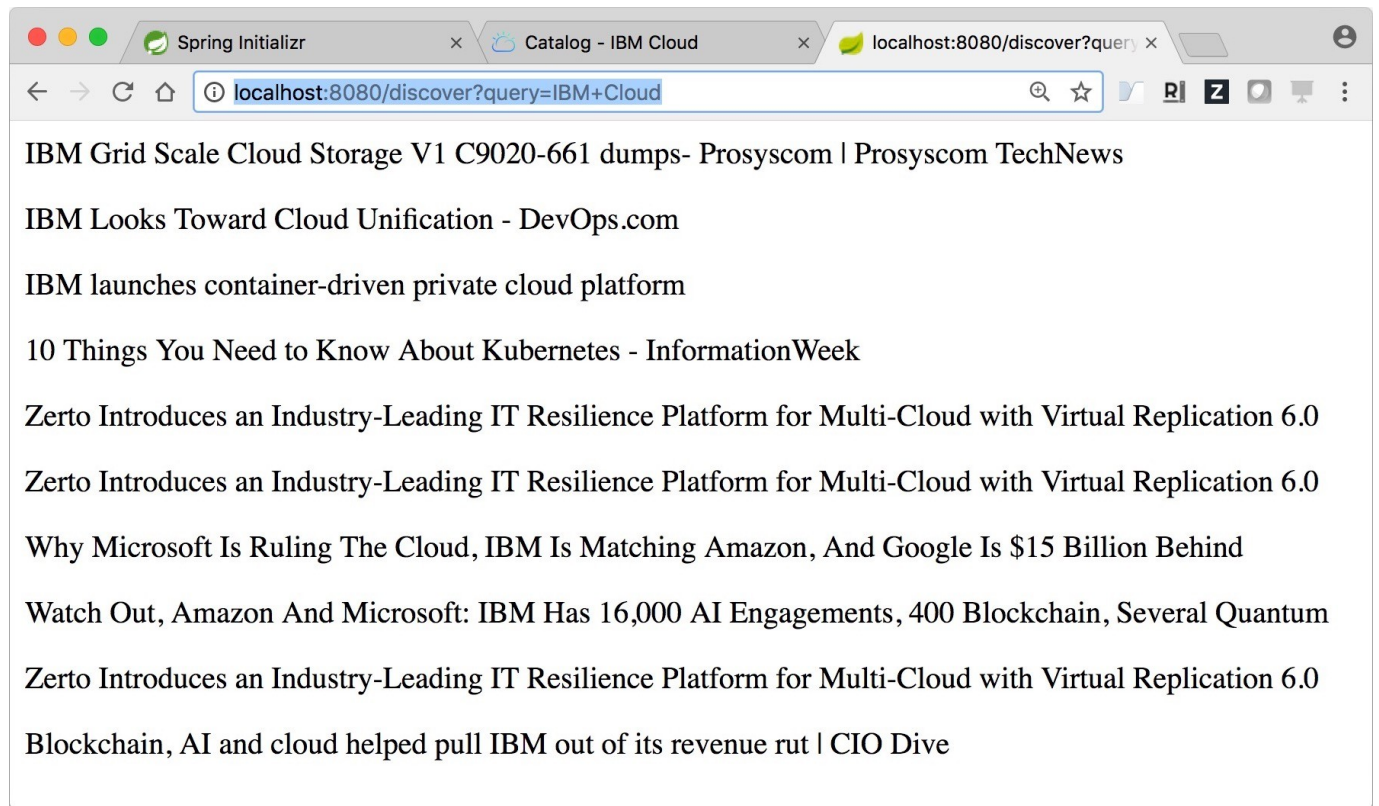 Spring Initializr
Catalog - IBM Cloud
localhost:8080/discover?query
localhost:8080/discover?query=IBM+Cloud
IBM Grid Scale Cloud Storage V1 C9020-661 dumps- Prosyscom | Prosyscom TechNews
IBM Looks Toward Cloud Unification - DevOps.com
IBM launches container-driven private cloud platform
10 Things You Need to Know About Kubernetes - InformationWeek
Zerto Introduces an Industry-Leading IT Resilience Platform for Multi-Cloud with Virtual Replication 6.0
Zerto Introduces an Industry-Leading IT Resilience Platform for Multi-Cloud with Virtual Replication 6.0
Why Microsoft Is Ruling The Cloud, IBM Is Matching Amazon, And Google Is $15 Billion Behind
Watch Out, Amazon And Microsoft: IBM Has 16,000 AI Engagements, 400 Blockchain, Several Quantum
Zerto Introduces an Industry-Leading IT Resilience Platform for Multi-Cloud with Virtual Replication 6.0
Blockchain, AI and cloud helped pull IBM out of its revenue rut | CIO Dive